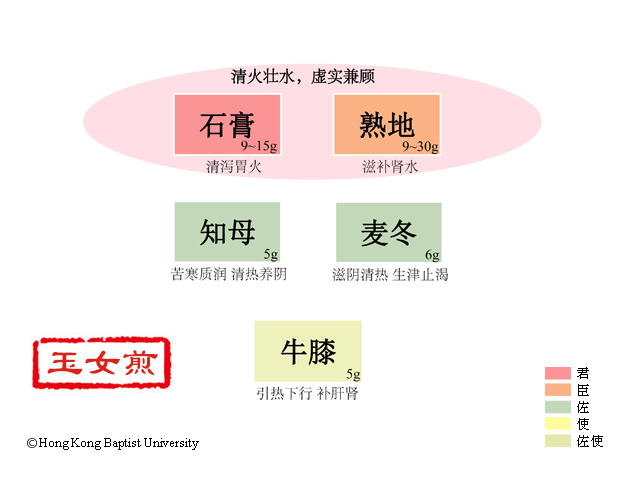 清火壮水，虚实兼顾
石膏
9~15g
清泻胃火
熟地
9~30g
滋补肾水
知母
5g
苦寒质润 清热养阴
麦冬
6g
滋阴清热 生津止渴
牛膝
5g
引热下行 补肝肾
玉女煎
君
臣
佐
使
佐使
©Hong Kong Baptist University